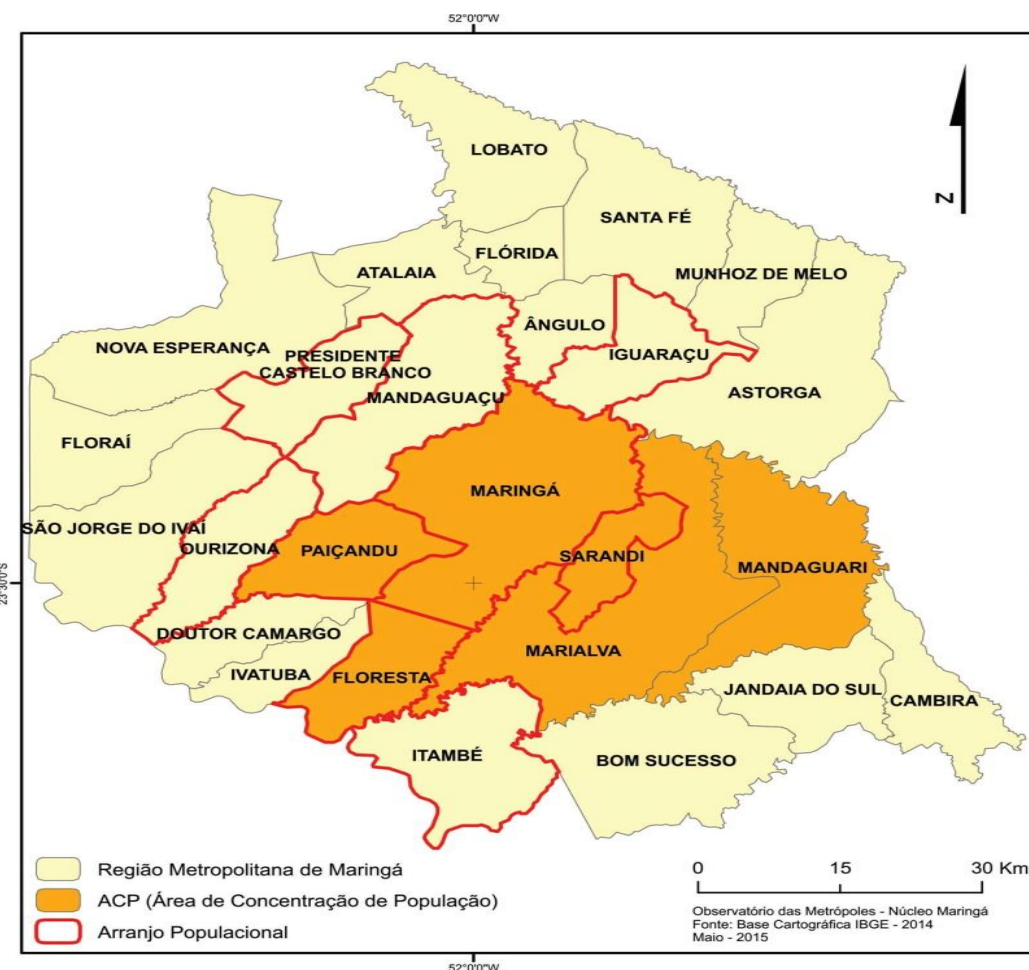 52°0'0"W
LOBATO
SANTA FÉ
FLÓRIDA
ATALAIA
MUNHOZ DE MELO
ÂNGULO
NOVA ESPERANÇA
PRESIDENTE
CASTELO BRANCO
IGUARAÇU
MANDAGUAÇU
ASTORGA
FLORAÍ
MARINGÁ
SÃO JORGE DO IVAÍ
OURIZONA
PAIÇANDU
SARANDI
MANDAGUARI
23°30'0"S
DOUTOR CAMARGO
IVATUBA
FLORESTA
MARIALVA
JANDAIA DO SUL
CAMBIRA
ITAMBÉ
BOM SUCESSO
N
Região Metropolitana de Maringá
ACP (Área de Concentração de População)
Arranjo Populacional
0 15 30 Km
Observatório das Metrópoles - Núcleo Maringá
Fonte: Base Cartográfica IBGE - 2014
Maio - 2015
52°0'0"W